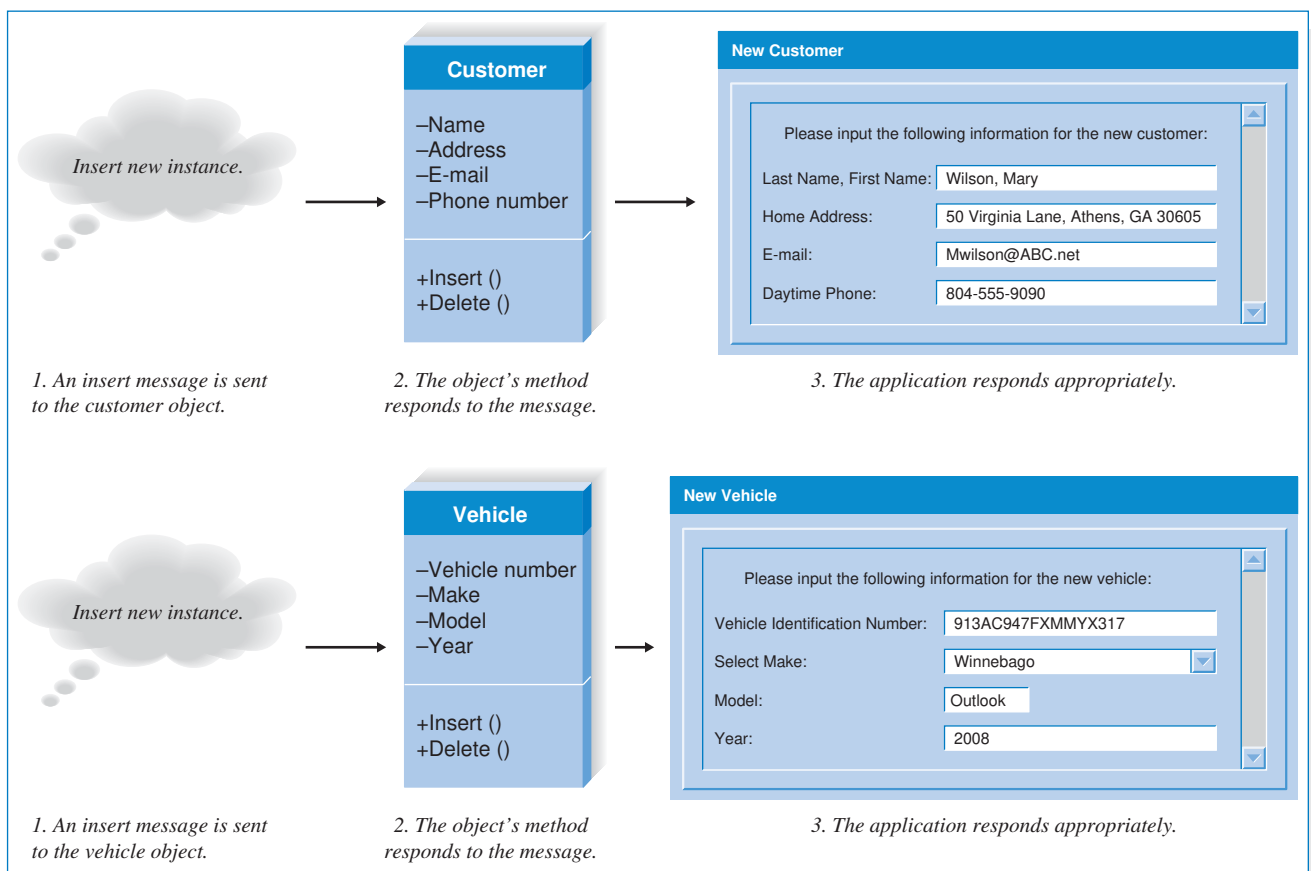 Insert new instance.
Customer
–Name
–Address
–E-mail
–Phone number
+Insert ()
+Delete ()
New Customer
Please input the following information for the new customer:
Last Name, First Name: Wilson, Mary
Home Address: 50 Virginia Lane, Athens, GA 30605
E-mail: Mwilson@ABC.net
Daytime Phone: 804-555-9090
1. An insert message is sent
to the customer object.
2. The object's method
responds to the message.
3. The application responds appropriately.
Insert new instance.
Vehicle
–Vehicle number
–Make
–Model
–Year
+Insert ()
+Delete ()
New Vehicle
Please input the following information for the new vehicle:
Vehicle Identification Number: 913AC947FXMMYX317
Select Make: Winnebago
Model: Outlook
Year: 2008
1. An insert message is sent
to the vehicle object.
2. The object's method
responds to the message.
3. The application responds appropriately.